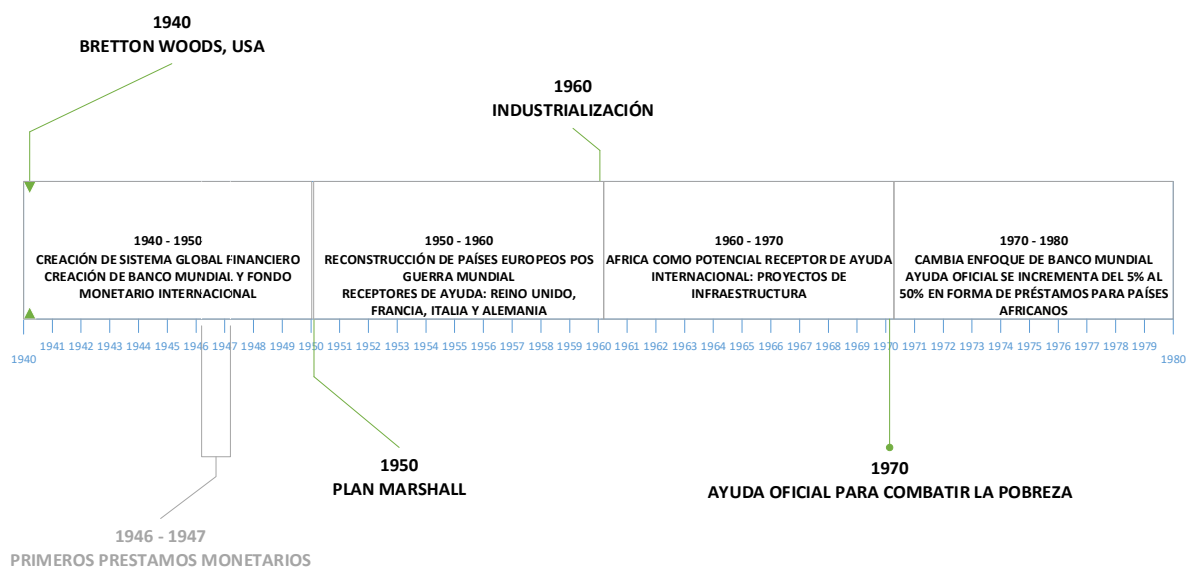 1940
BRETTON WOODS, USA
1960
INDUSTRIALIZACIÓN
1940 - 1950
CREACIÓN DE SISTEMA GLOBAL FINANCIERO
CREACIÓN DE BANCO MUNDIAL Y FONDO
MONETARIO INTERNACIONAL
1950 - 1960
RECONSTRUCCIÓN DE PAÍSES EUROPEOS POS
GUERRA MUNDIAL
RECEPTORES DE AYUDA: REINO UNIDO,
FRANCIA, ITALIA Y ALEMANIA
1960 - 1970
AFRICA COMO POTENCIAL RECEPTOR DE AYUDA
INTERNACIONAL: PROYECTOS DE
INFRAESTRUCTURA
1970 - 1980
CAMBIA ENFOQUE DE BANCO MUNDIAL
AYUDA OFICIAL SE INCREMENTA DEL 5% AL
50% EN FORMA DE PRÉSTAMOS PARA PAÍSES
AFRICANOS
1941 1942 1943 1944 1945 1946 1947 1948 1949 1950 1951 1952 1953 1954 1955 1956 1957 1958 1959 1960 1961 1962 1963 1964 1965 1966 1967 1968 1969 1970 1971 1972 1973 1974 1975 1976 1977 1978 1979
1940 1980
1950
PLAN MARSHALL
1970
AYUDA OFICIAL PARA COMBATIR LA POBREZA
1946 - 1947
PRIMEROS PRESTAMOS MONETARIOS